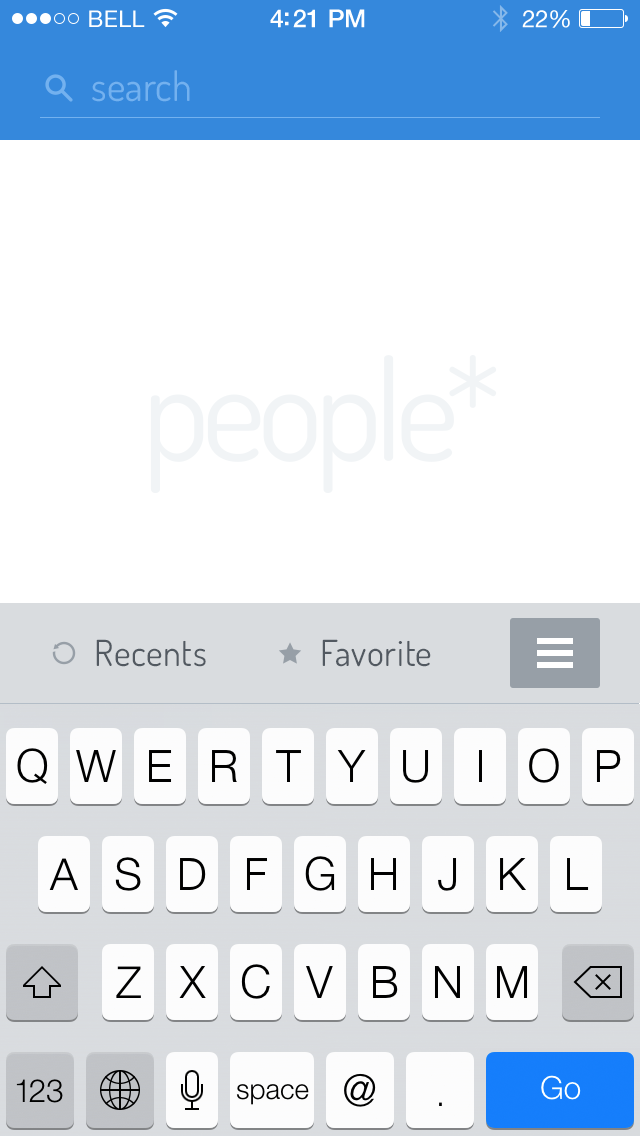 BELL 4:21 PM 22%
search
people*
Recents Favorite
Q W E R T Y U I O P
A S D F G H J K L
Z X C V B N M
123 space @ . Go